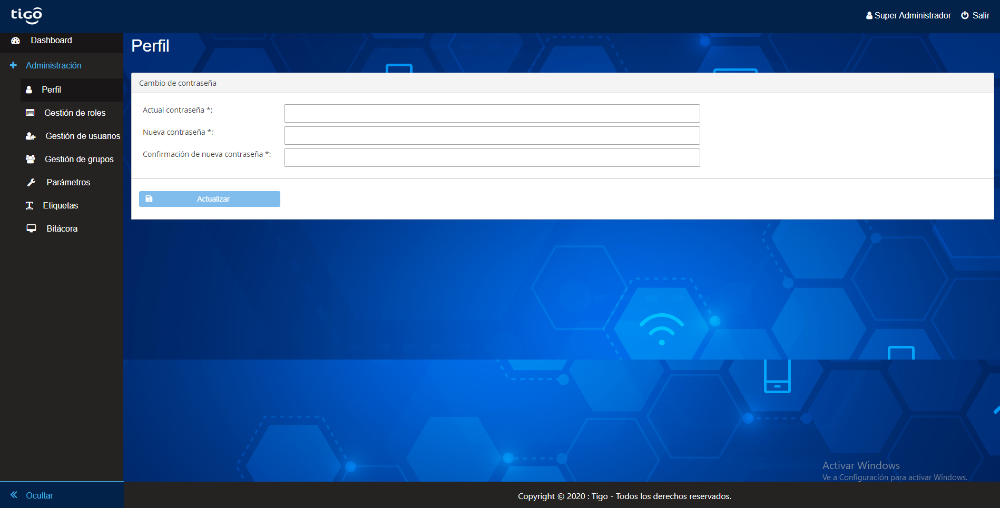 tigo
Super Administrador
Salir
Dashboard
Administración
Perfil
Gestión de roles
Gestión de usuarios
Gestión de grupos
Parámetros
Etiquetas
Bitácora
Ocultar
Perfil
Cambio de contraseña
Actual contraseña *:
Nueva contraseña *:
Confirmación de nueva contraseña *:
Actualizar
Activar Windows
Ve a Configuración para activar Windows.
Copyright © 2020 : Tigo - Todos los derechos reservados.